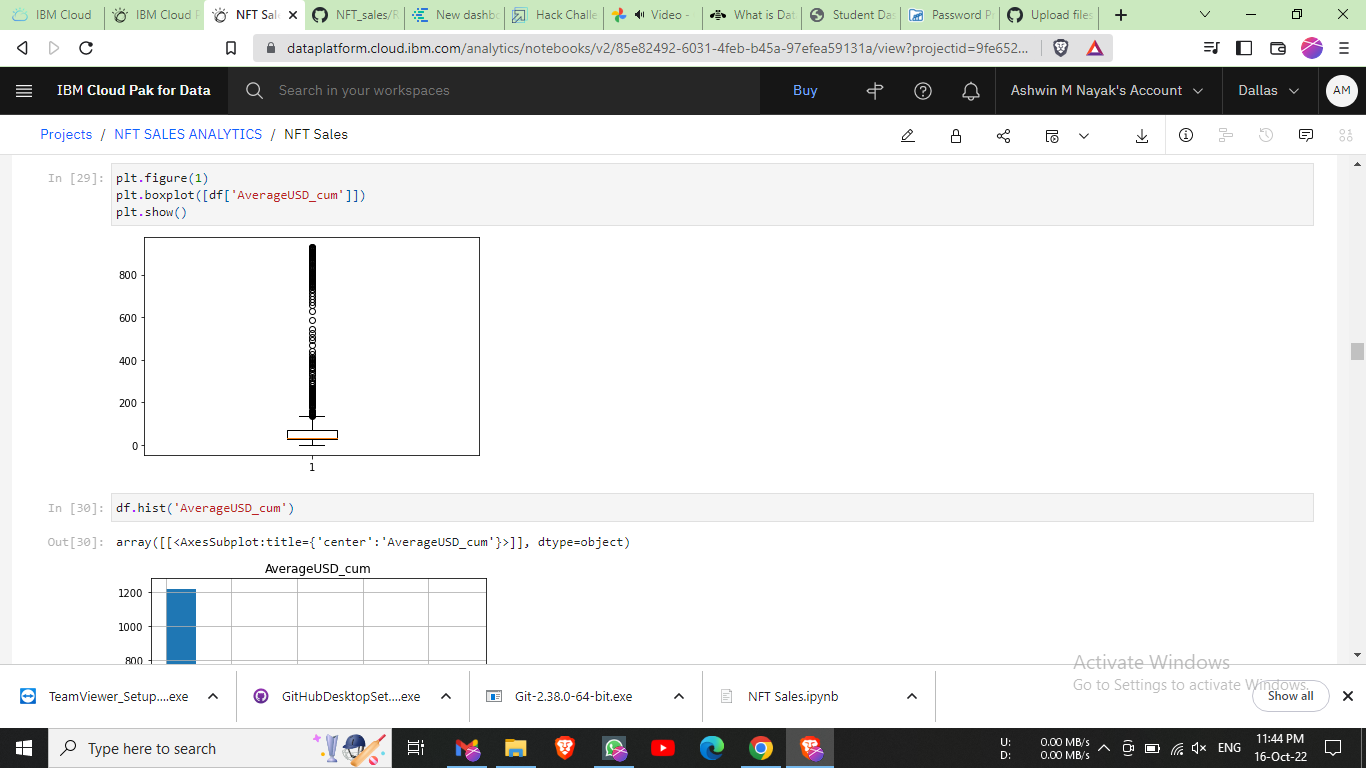 IBM Cloud
IBM Cloud P
NFT Sal
NFT_sales/R
New dashbo
Hack Challe
Video -
What is Dat
Student Das
Password Pr
Upload files
dataplatform.cloud.ibm.com/analytics/notebooks/v2/85e82492-6031-4feb-b45a-97efea59131a/view?projectid=9fe652...
IBM Cloud Pak for Data
Search in your workspaces
Buy
Ashwin M Nayak's Account
Dallas
AM
Projects / NFT SALES ANALYTICS / NFT Sales
In [29]:
plt.figure(1)
plt.boxplot([df['AverageUSD_cum']])
plt.show()
800
600
400
200
0
1
In [30]:
df.hist('AverageUSD_cum')
Out[30]:
array([[<AxesSubplot:title={'center':'AverageUSD_cum'}>]], dtype=object)
AverageUSD_cum
1200
1000
800
Activate Windows
Go to Settings to activate Windows.
TeamViewer_Setup....exe
GitHubDesktopSet....exe
Git-2.38.0-64-bit.exe
NFT Sales.ipynb
Show all
Type here to search
U: 0.00 MB/s
D: 0.00 MB/s
ENG
11:44 PM
16-Oct-22